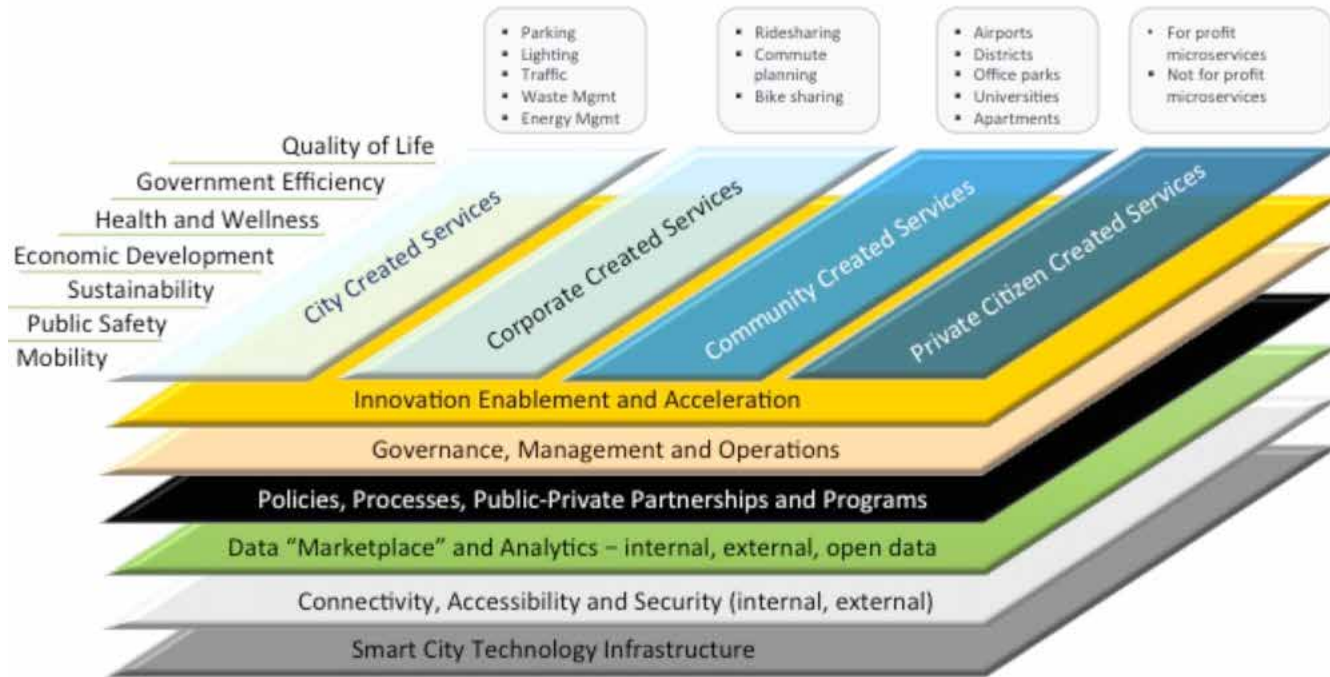 Parking
Lighting
Traffic
Waste Mgmt
Energy Mgmt
Ridesharing
Commute
planning
Bike sharing
Airports
Districts
Office parks
Universities
Apartments
For profit
microservices
Not for profit
microservices
Quality of Life
Government Efficiency
Health and Wellness
Economic Development
Sustainability
Public Safety
Mobility
City Created Services
Corporate Created Services
Community Created Services
Private Citizen Created Services
Innovation Enablement and Acceleration
Governance, Management and Operations
Policies, Processes, Public-Private Partnerships and Programs
Data “Marketplace” and Analytics – internal, external, open data
Connectivity, Accessibility and Security (internal, external)
Smart City Technology Infrastructure